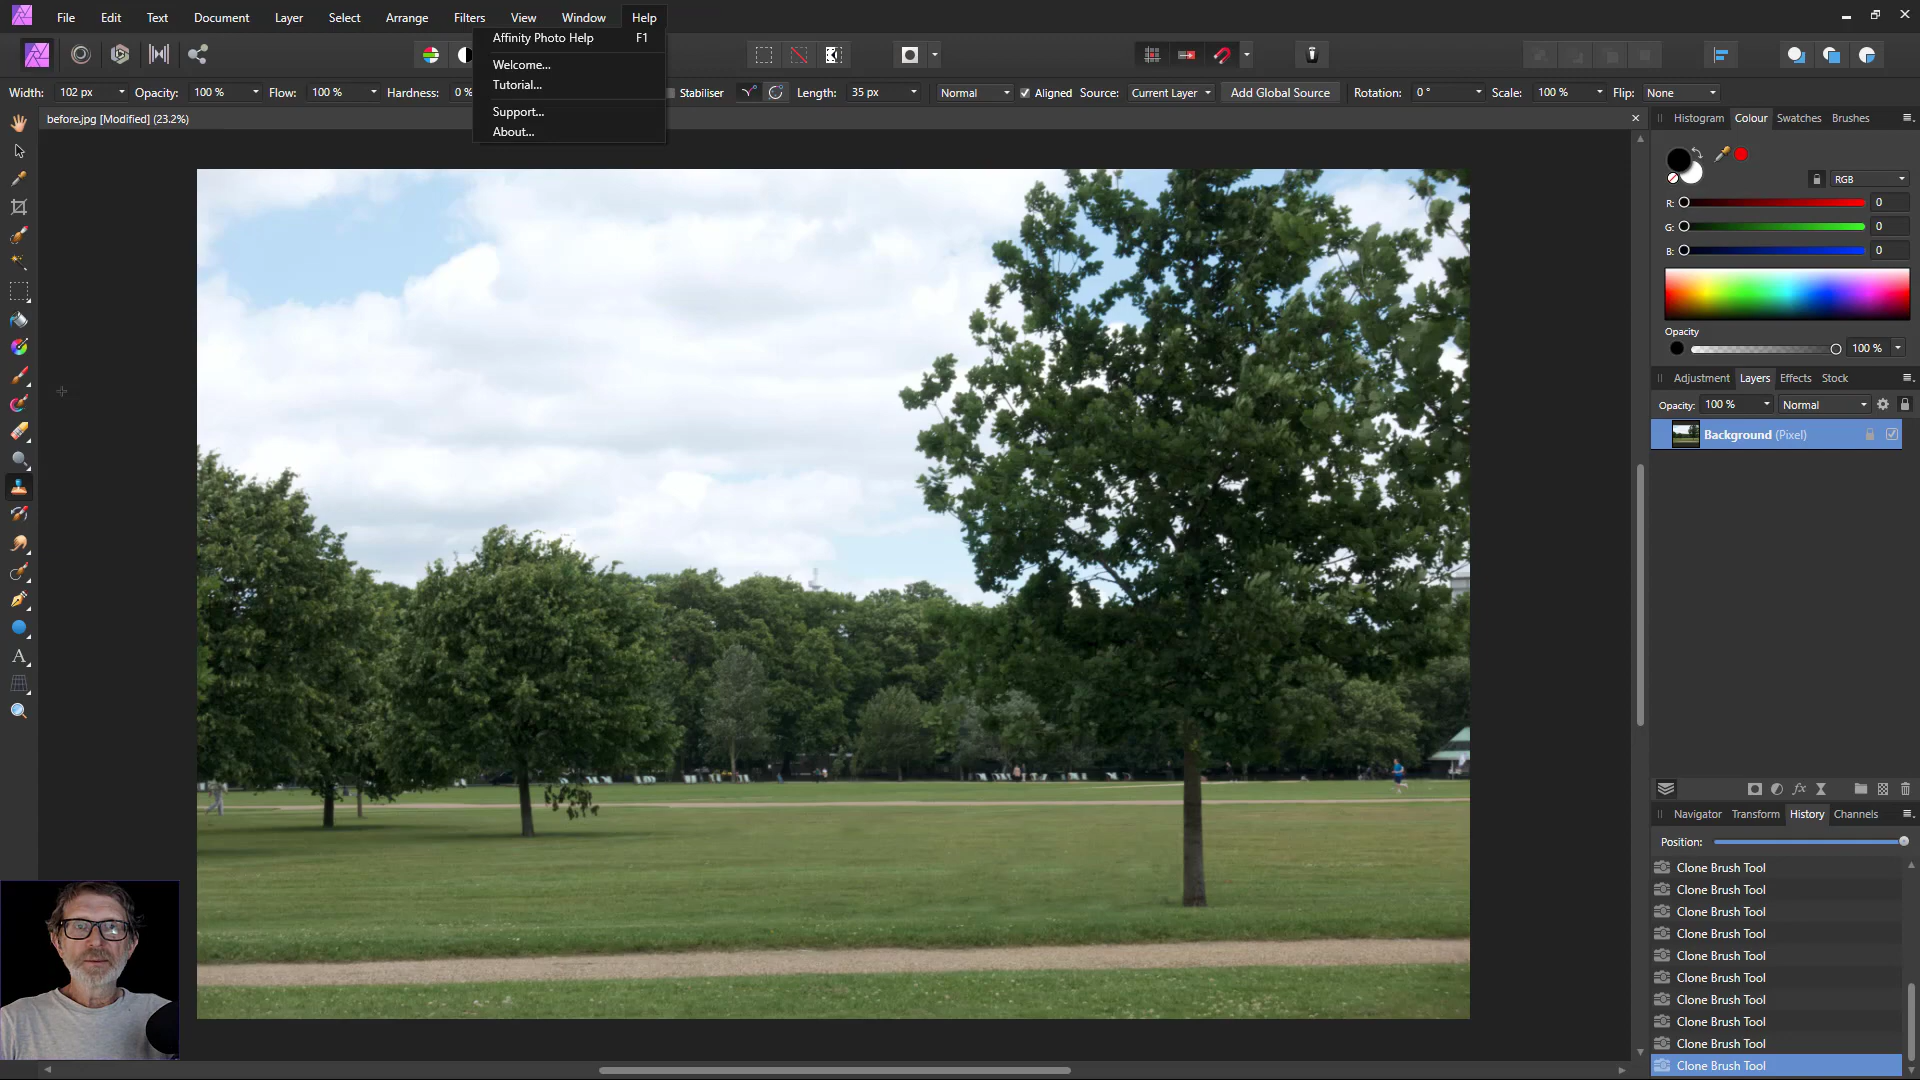 File Edit Text Document Layer Select Arrange Filters View Window Help
Affinity Photo Help F1
Welcome...
Tutorial...
Support...
About...
Width: 102 px Opacity: 100 % Flow: 100 % Hardness: 0 % Stabiliser Length: 35 px Normal Aligned Source: Current Layer Add Global Source Rotation: 0 ° Scale: 100 % Flip: None
before.jpg [Modified] (23.2%)
Histogram Colour Swatches Brushes
RGB
R: 0
G: 0
B: 0
Opacity
100 %
Adjustment Layers Effects Stock
Opacity: 100 % Normal
Background (Pixel)
fx
Navigator Transform History Channels
Position:
Clone Brush Tool
Clone Brush Tool
Clone Brush Tool
Clone Brush Tool
Clone Brush Tool
Clone Brush Tool
Clone Brush Tool
Clone Brush Tool
Clone Brush Tool
Clone Brush Tool